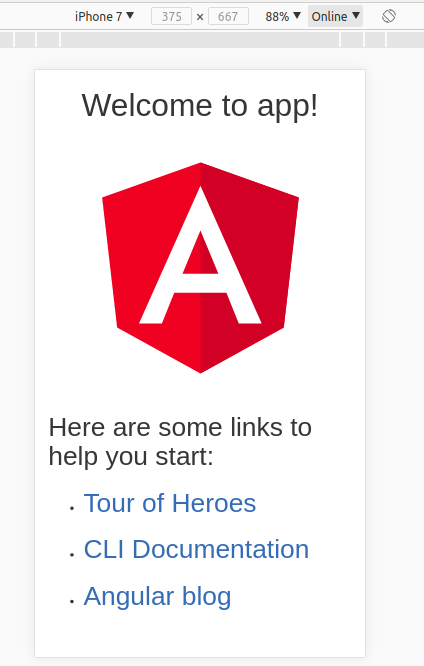 iPhone 7 375 × 667 88% Online
Welcome to app!
A
Here are some links to
help you start:
Tour of Heroes
CLI Documentation
Angular blog